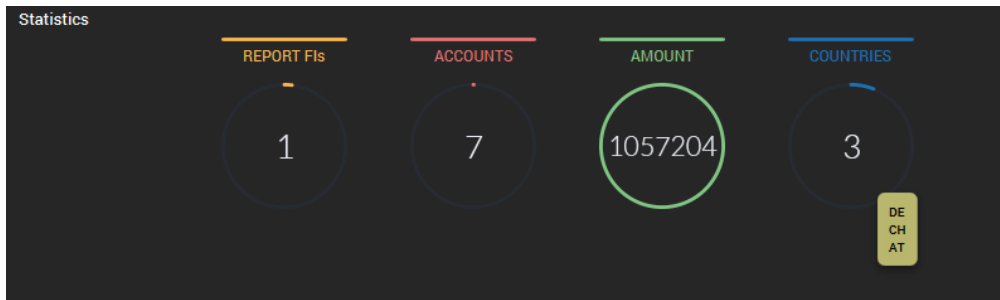 Statistics
REPORT FIs
ACCOUNTS
AMOUNT
COUNTRIES
1
7
1057204
3
DE
CH
AT